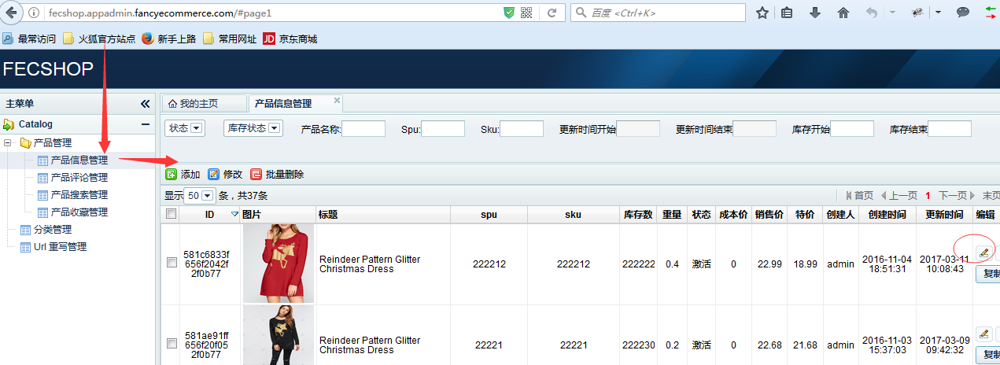 fecshop.appadmin.fancyecommerce.com/#page1
百度 <Ctrl+K>
最常访问 火狐官方站点 新手上路 常用网址 JD 京东商城
FECSHOP
主菜单
Catalog
产品管理
产品信息管理
产品评论管理
产品搜索管理
产品收藏管理
分类管理
Url 重写管理
我的主页 产品信息管理
状态 库存状态 产品名称: Spu: Sku: 更新时间开始 更新时间结束 库存开始 库存结束
添加 修改 批量删除
显示 50 条，共37条 首页 上一页 1 下一页 末页
ID 图片 标题 spu sku 库存数 重量 状态 成本价 销售价 特价 创建人 创建时间 更新时间 编辑
581c6833f
656f2042f
2f0b77
Reindeer Pattern Glitter
Christmas Dress
222212 222212 222222 0.4 激活 0 22.99 18.99 admin
2016-11-04
18:51:31
2017-03-11
10:08:43
复制
581ae91ff
656f20f05
2f0b77
Reindeer Pattern Glitter
Christmas Dress
22221 22221 222230 0.2 激活 0 22.68 21.68 admin
2016-11-03
15:37:03
2017-03-09
09:42:32
复制